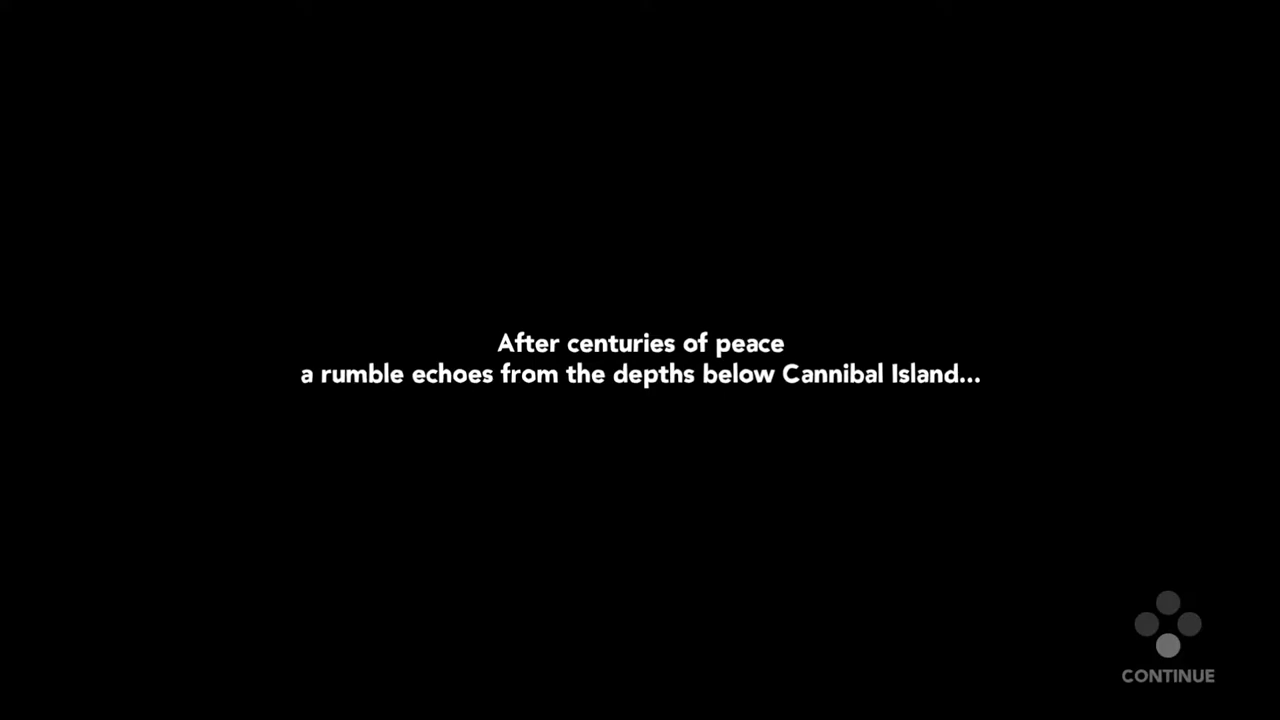 After centuries of peace
a rumble echoes from the depths below Cannibal Island...
CONTINUE